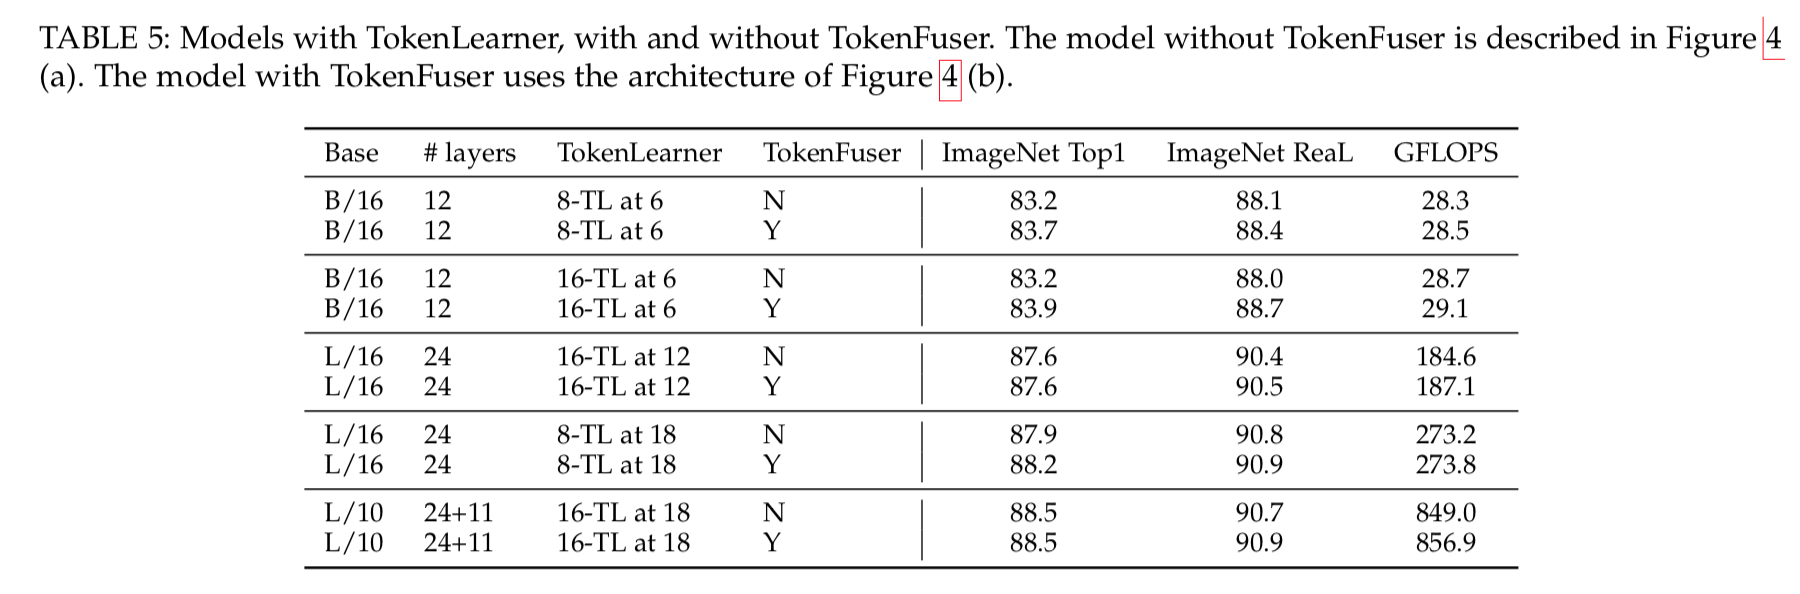 TABLE 5: Models with TokenLearner, with and without TokenFuser. The model without TokenFuser is described in Figure 4
(a). The model with TokenFuser uses the architecture of Figure 4 (b).
Base # layers TokenLearner TokenFuser ImageNet Top1 ImageNet ReaL GFLOPS
B/16 12 8-TL at 6 N 83.2 88.1 28.3
B/16 12 8-TL at 6 Y 83.7 88.4 28.5
B/16 12 16-TL at 6 N 83.2 88.0 28.7
B/16 12 16-TL at 6 Y 83.9 88.7 29.1
L/16 24 16-TL at 12 N 87.6 90.4 184.6
L/16 24 16-TL at 12 Y 87.6 90.5 187.1
L/16 24 8-TL at 18 N 87.9 90.8 273.2
L/16 24 8-TL at 18 Y 88.2 90.9 273.8
L/10 24+11 16-TL at 18 N 88.5 90.7 849.0
L/10 24+11 16-TL at 18 Y 88.5 90.9 856.9